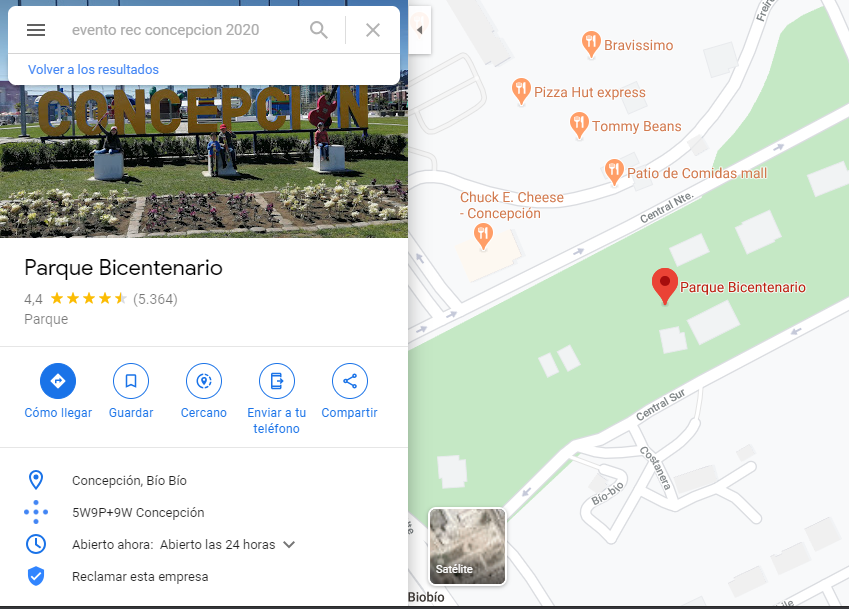 evento rec concepcion 2020
Volver a los resultados
CONCEPCI N
Parque Bicentenario
4,4 (5.364)
Parque
Cómo llegar
Guardar
Cercano
Enviar a tu
teléfono
Compartir
Concepción, Bío Bío
5W9P+9W Concepción
Abierto ahora: Abierto las 24 horas
Reclamar esta empresa
Bravissimo
Pizza Hut express
Tommy Beans
Patio de Comidas mall
Chuck E. Cheese
- Concepción
Central Nte.
Parque Bicentenario
Central Sur
Costanera
Bío-bío
Satélite
Biobío